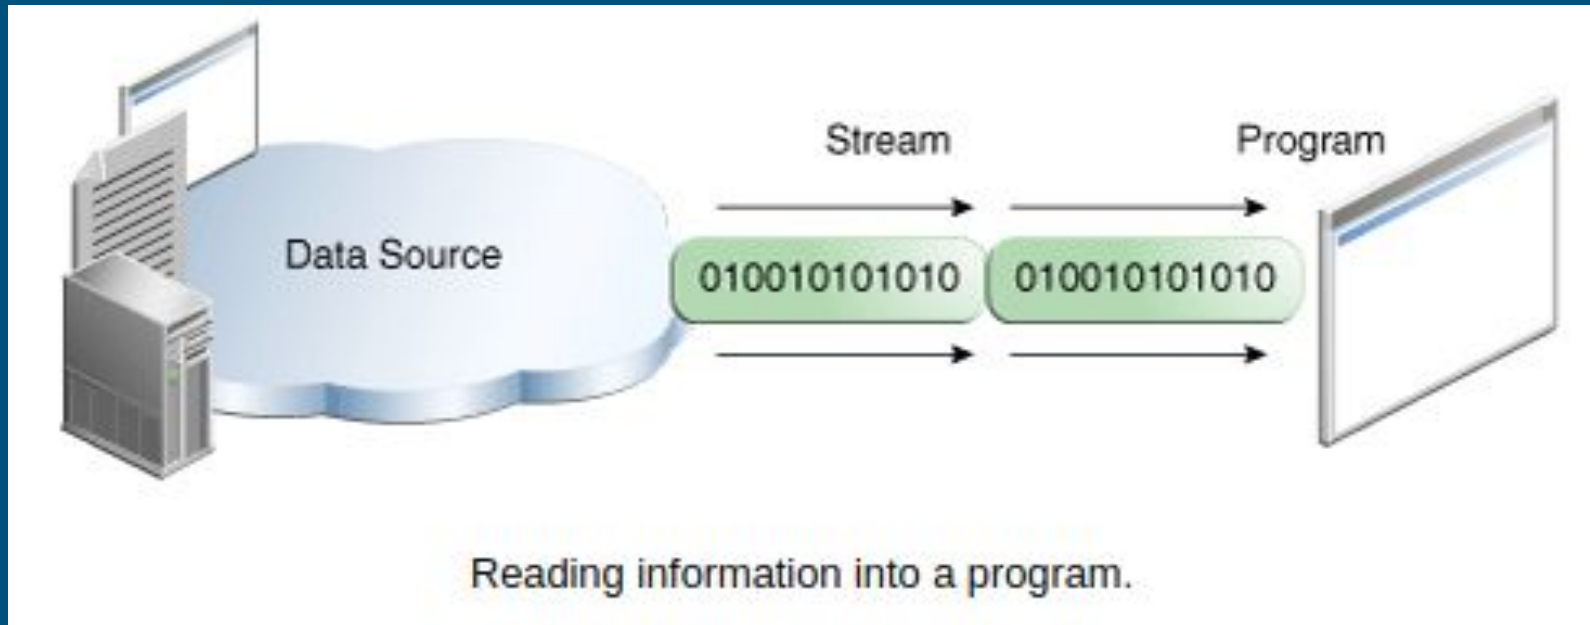 Stream
Program
Data Source
010010101010 010010101010
Reading information into a program.